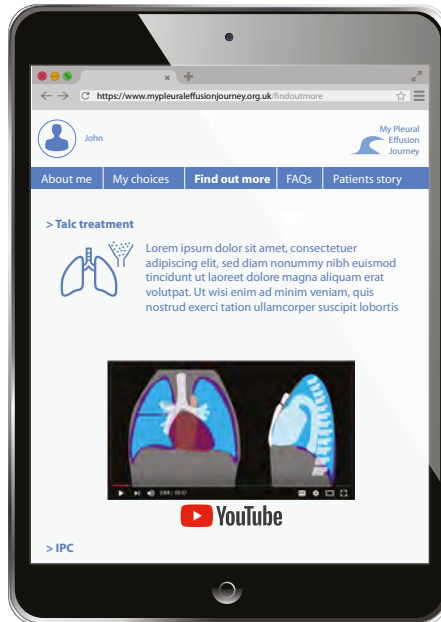 https://www.mypleuraleffusionjourney.org.uk/findoutmore
John
My Pleural
Effusion
Journey
About me
My choices
Find out more
FAQs
Patients story
> Talc treatment
Lorem ipsum dolor sit amet, consectetuer
adipiscing elit, sed diam nonummy nibh euismod
tincidunt ut laoreet dolore magna aliquam erat
volutpat. Ut wisi enim ad minim veniam, quis
nostrud exerci tation ullamcorper suscipit lobortis
YouTube
> IPC